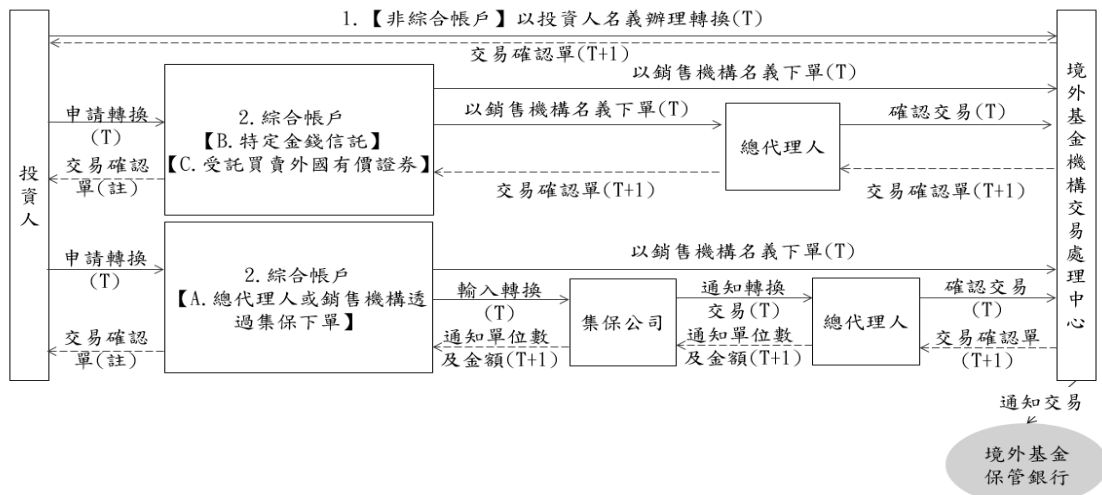 1.【非綜合帳戶】以投資人名義辦理轉換(T)
交易確認單(T+1)
投資人
申請轉換
(T)
交易確認
單(註)
2.綜合帳戶
【B.特定金錢信託】
【C.受託買賣外國有價證券】
以銷售機構名義下單(T)
以銷售機構名義下單(T)
交易確認單(T+1)
總代理人
確認交易(T)
交易確認單(T+1)
申請轉換
(T)
交易確認
單(註)
2.綜合帳戶
【A.總代理人或銷售機構透
過集保下單】
以銷售機構名義下單(T)
輸入轉換
(T)
通知單位數
及金額(T+1)
集保公司
通知轉換
交易(T)
通知單位數
及金額(T+1)
總代理人
確認交易
(T)
交易確認單
(T+1)
境外基金機構交易處理中心
通知交易
境外基金
保管銀行